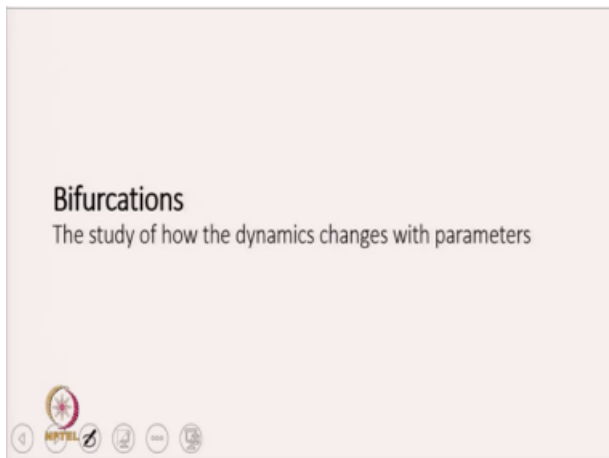 Bifurcations
The study of how the dynamics changes with parameters
NPTEL